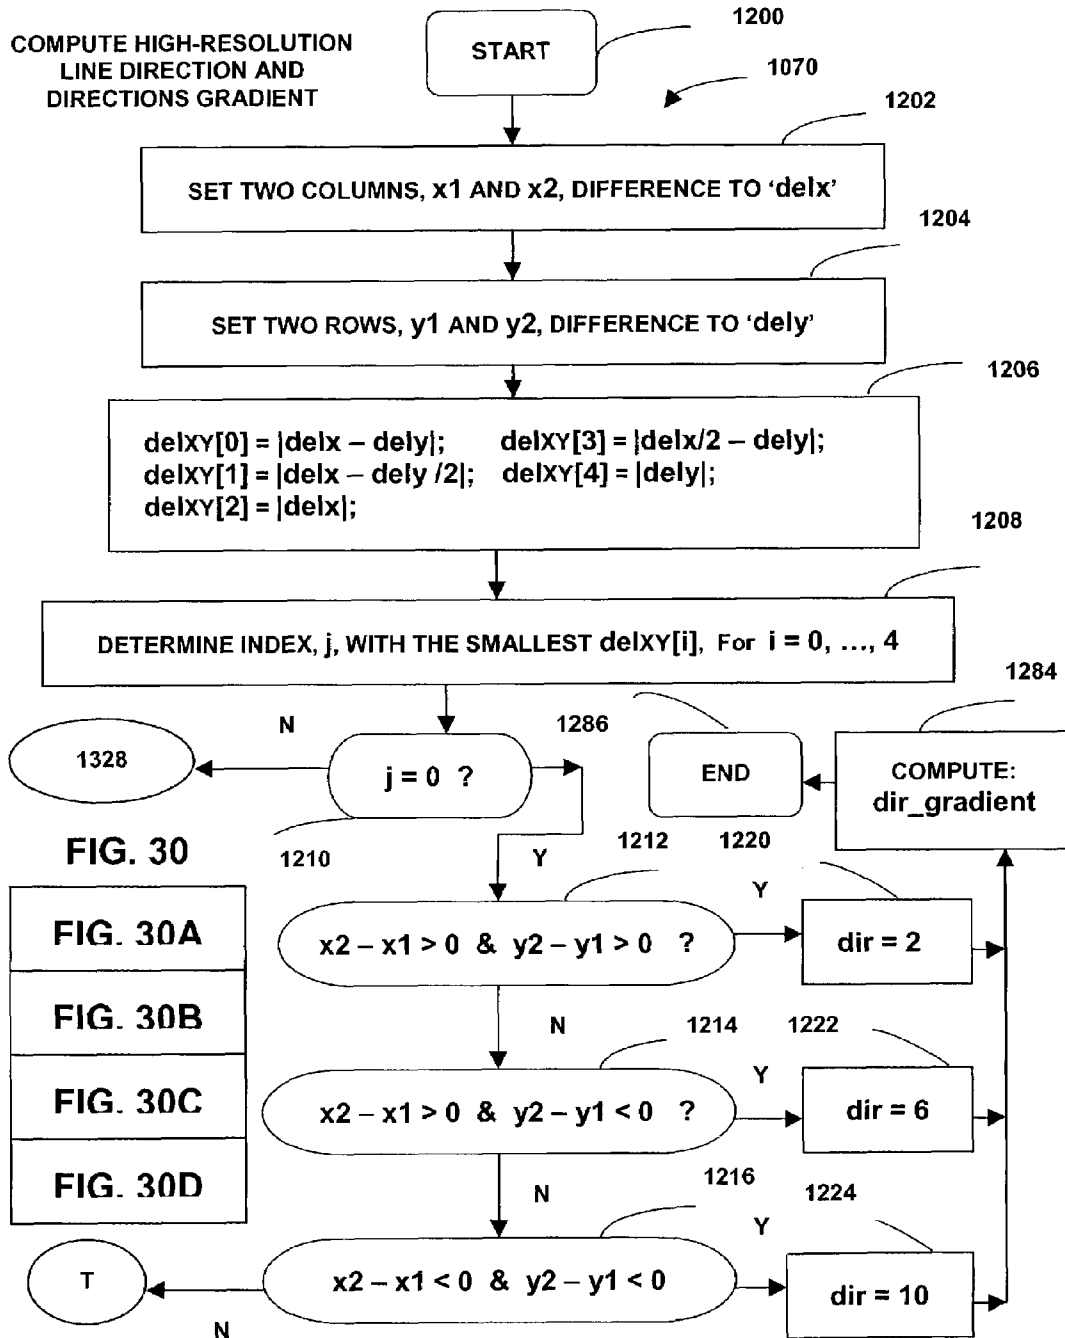 COMPUTE HIGH-RESOLUTION
LINE DIRECTION AND
DIRECTIONS GRADIENT
START
1200
1070
1202
SET TWO COLUMNS, x1 AND x2, DIFFERENCE TO ‘delx’
1204
SET TWO ROWS, y1 AND y2, DIFFERENCE TO ‘dely’
1206
delXY[0] = |delx – dely|; delXY[3] = |delx/2 – dely|;
delXY[1] = |delx – dely /2|; delXY[4] = |dely|;
delXY[2] = |delx|;
1208
DETERMINE INDEX, j, WITH THE SMALLEST delXY[i], For i = 0, …, 4
1284
N
1286
1328
j = 0 ?
END
COMPUTE:
dir_gradient
FIG. 30
1210
Y
1212
1220
Y
FIG. 30A
x2 – x1 > 0 & y2 – y1 > 0 ?
dir = 2
FIG. 30B
N
1214
1222
Y
FIG. 30C
x2 – x1 > 0 & y2 – y1 < 0 ?
dir = 6
FIG. 30D
N
1216
1224
Y
T
x2 – x1 < 0 & y2 – y1 < 0
dir = 10
N